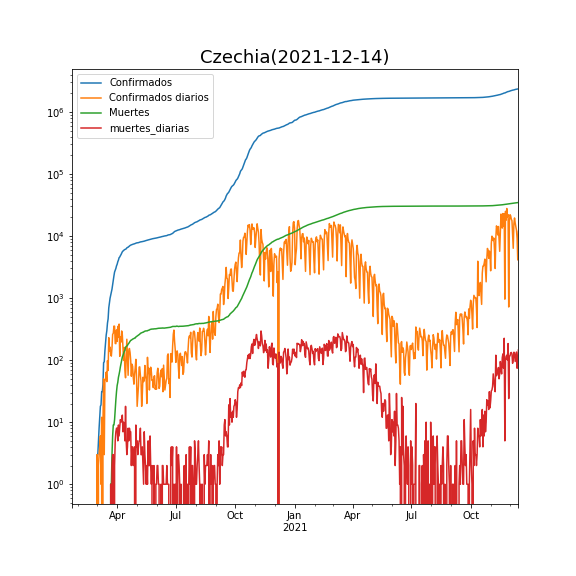 Czechia(2021-12-14)
Confirmados
Confirmados diarios
Muertes
muertes_diarias
10⁶
10⁵
10⁴
10³
10²
10¹
10⁰
Apr Jul Oct Jan Apr Jul Oct
2021